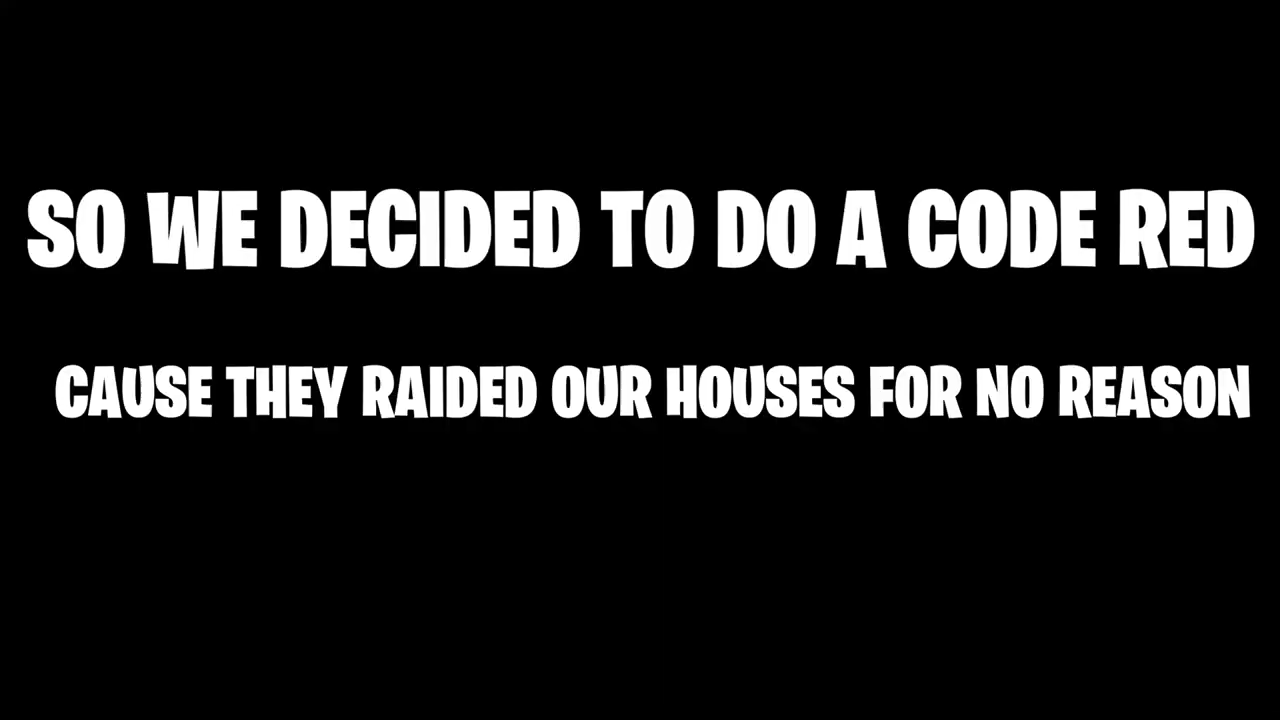 SO WE DECIDED TO DO A CODE RED
CAUSE THEY RAIDED OUR HOUSES FOR NO REASON